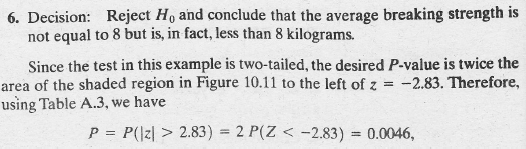 6. Decision: Reject H₀ and conclude that the average breaking strength is
not equal to 8 but is, in fact, less than 8 kilograms.
Since the test in this example is two-tailed, the desired P-value is twice the
area of the shaded region in Figure 10.11 to the left of z = −2.83. Therefore,
using Table A.3, we have
P = P(|z| > 2.83) = 2 P(Z < −2.83) = 0.0046,